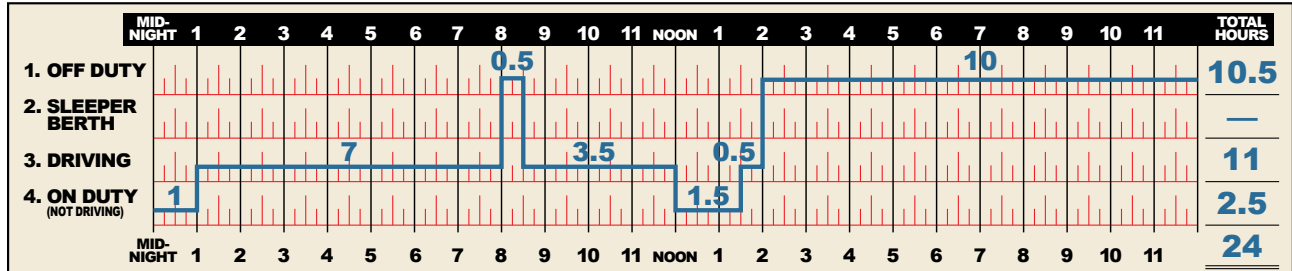 MID-
NIGHT 1 2 3 4 5 6 7 8 9 10 11 NOON 1 2 3 4 5 6 7 8 9 10 11 TOTAL
HOURS
1. OFF DUTY 0.5 10 10.5
2. SLEEPER
BERTH —
3. DRIVING 7 3.5 0.5 11
4. ON DUTY
(NOT DRIVING) 1 1.5 2.5
MID-
NIGHT 1 2 3 4 5 6 7 8 9 10 11 NOON 1 2 3 4 5 6 7 8 9 10 11 24